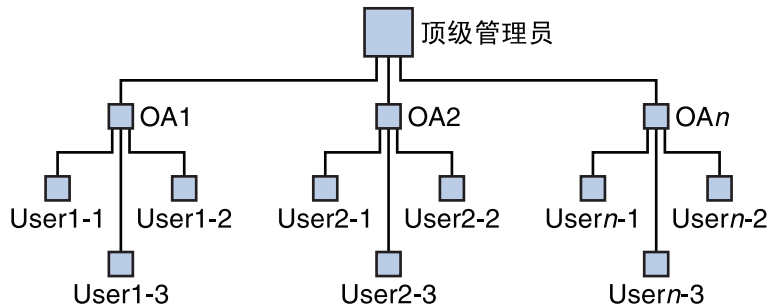 顶级管理员
OA1
OA2
OAn
User1-1
User1-2
User2-1
User2-2
Usern-1
Usern-2
User1-3
User2-3
Usern-3